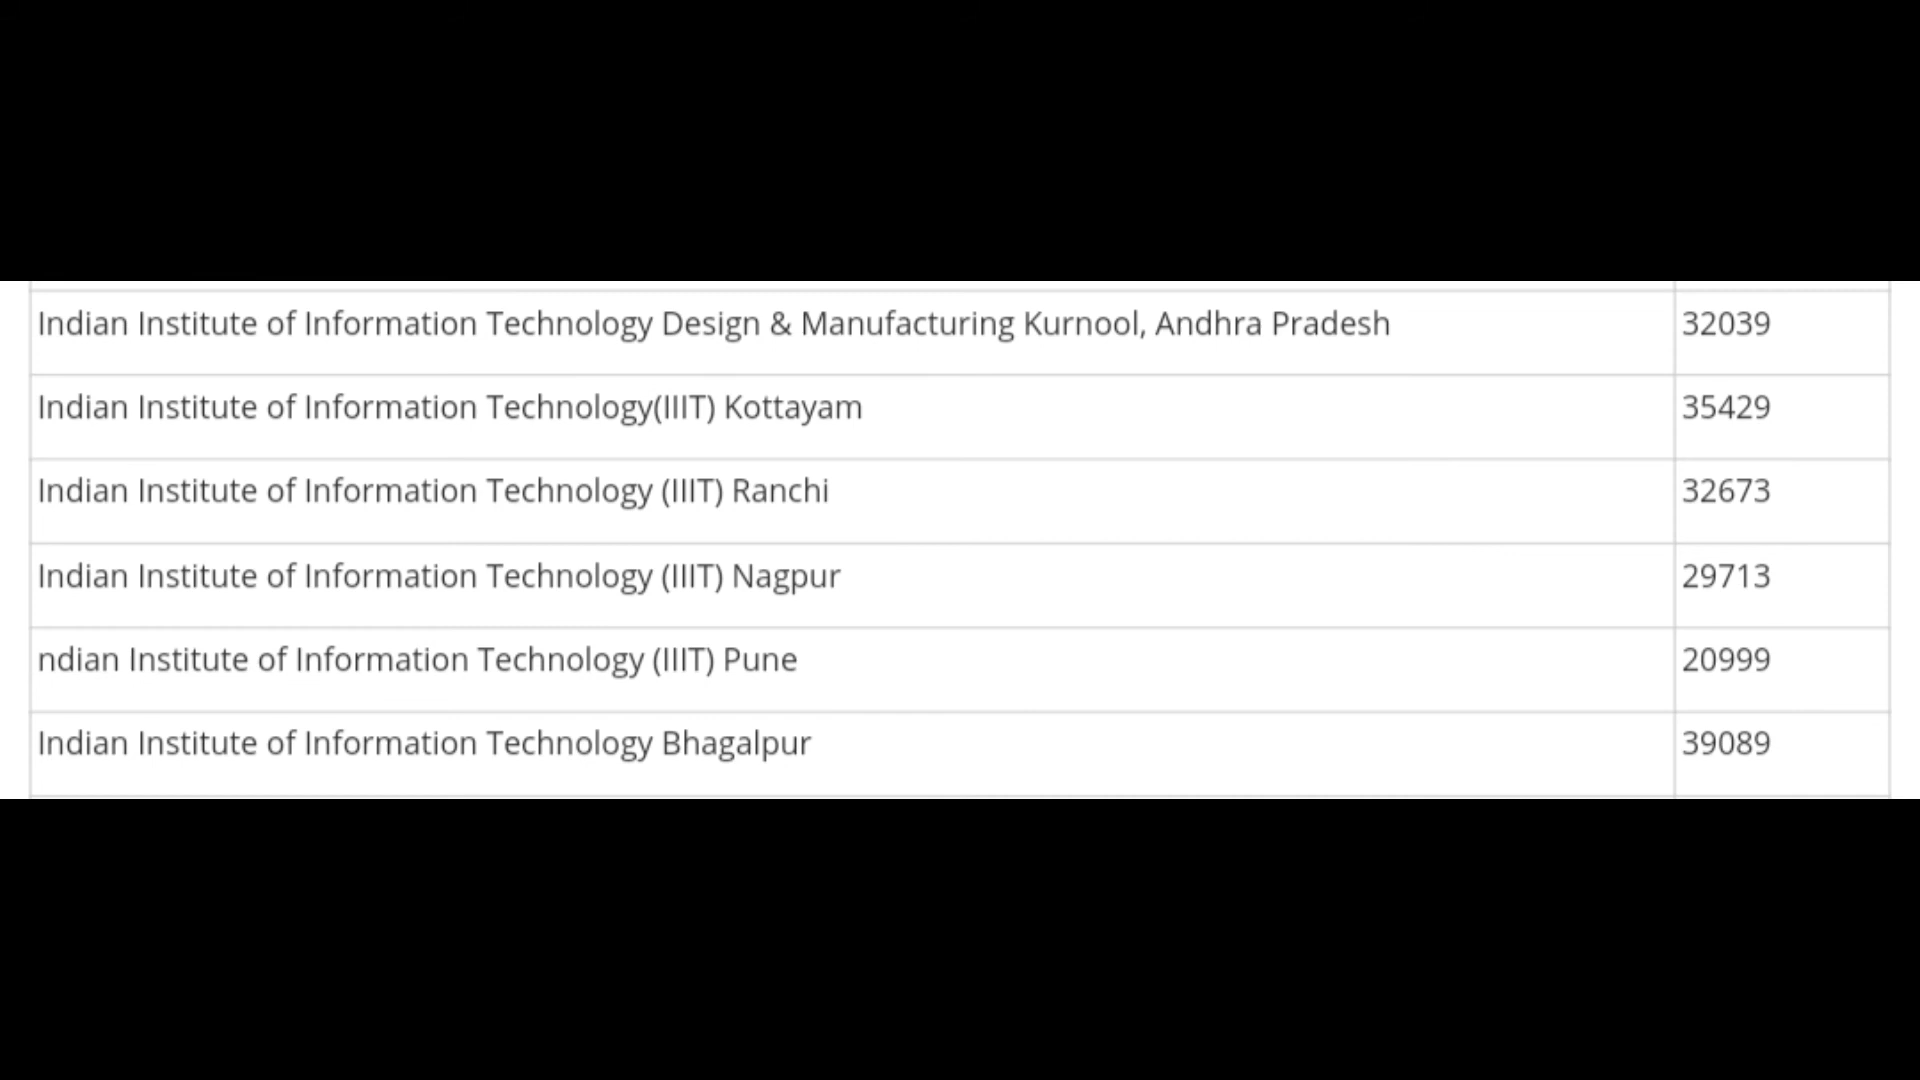 Indian Institute of Information Technology Design & Manufacturing Kurnool, Andhra Pradesh 32039
Indian Institute of Information Technology(IIIT) Kottayam 35429
Indian Institute of Information Technology (IIIT) Ranchi 32673
Indian Institute of Information Technology (IIIT) Nagpur 29713
ndian Institute of Information Technology (IIIT) Pune 20999
Indian Institute of Information Technology Bhagalpur 39089